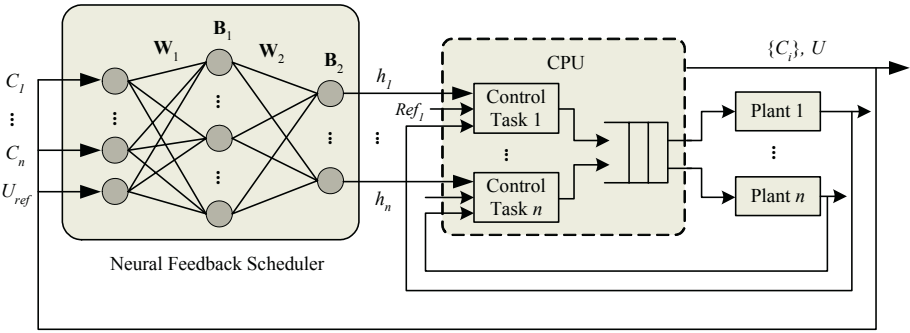 B₁
W₁
W₂
B₂
{Cᵢ}, U
CPU
C₁
h₁
Control
Task 1
Plant 1
Ref₁
⋮
Cₙ
U_ref
hₙ
Control
Task n
Plant n
Neural Feedback Scheduler